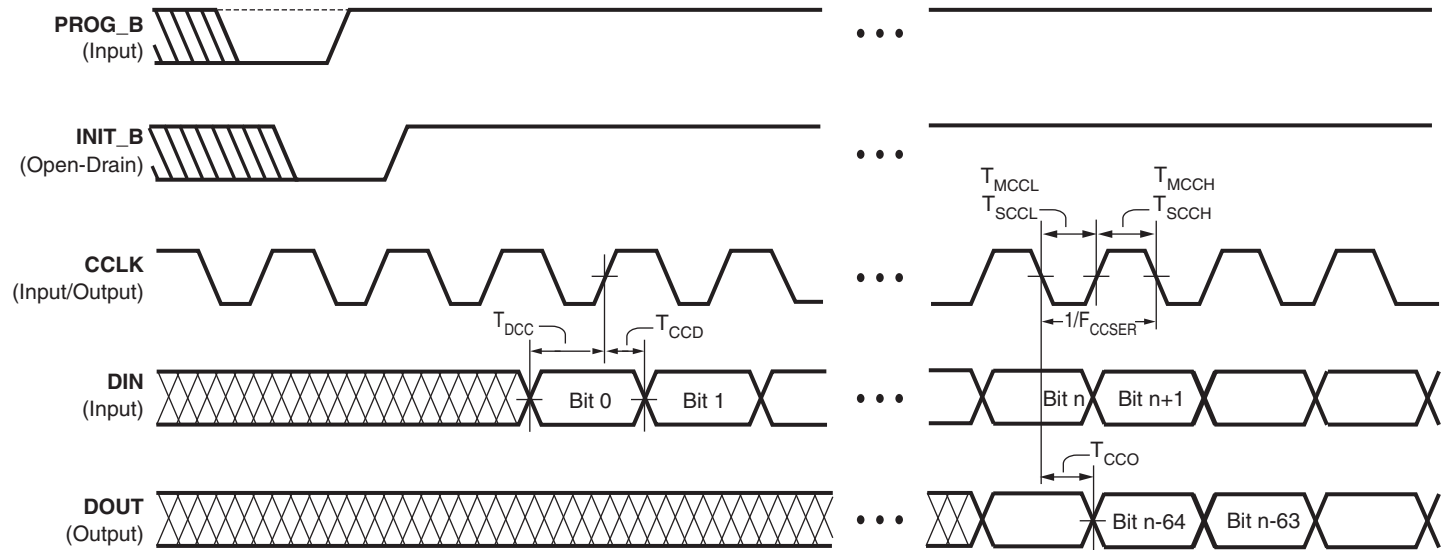 PROG_B
(Input)
INIT_B
(Open-Drain)
T_MCCL
T_SCCL
T_MCCH
T_SCCH
CCLK
(Input/Output)
1/F_CCSER
T_DCC
T_CCD
DIN
(Input)
Bit 0
Bit 1
Bit n
Bit n+1
T_CCO
DOUT
(Output)
Bit n-64
Bit n-63